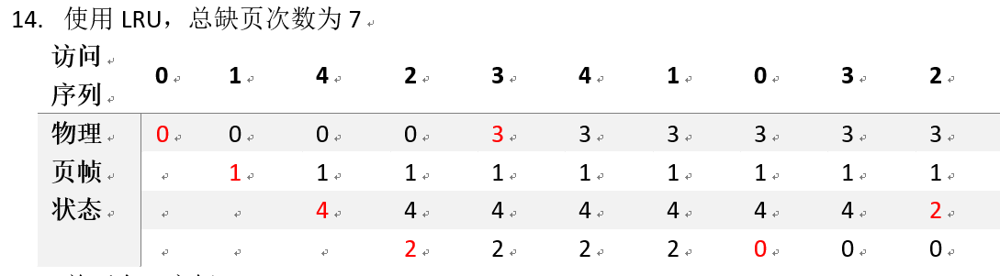 14. 使用 LRU，总缺页次数为 7
访问序列 0 1 4 2 3 4 1 0 3 2
物理 0 0 0 0 3 3 3 3 3 3
页帧 1 1 1 1 1 1 1 1 1
状态 4 4 4 4 4 4 4 2
2 2 2 2 0 0 0